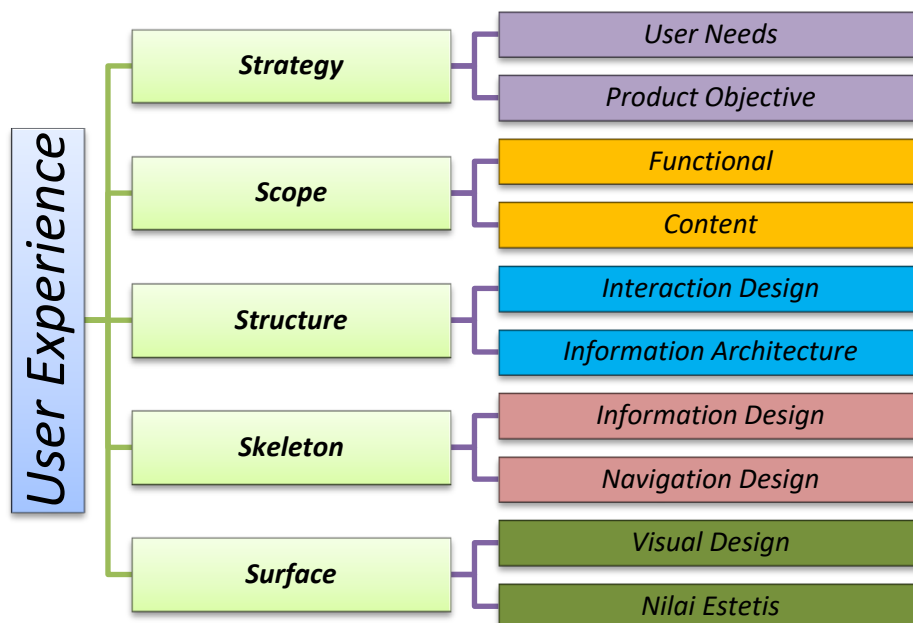 User Experience
Strategy
User Needs
Product Objective
Scope
Functional
Content
Structure
Interaction Design
Information Architecture
Skeleton
Information Design
Navigation Design
Surface
Visual Design
Nilai Estetis